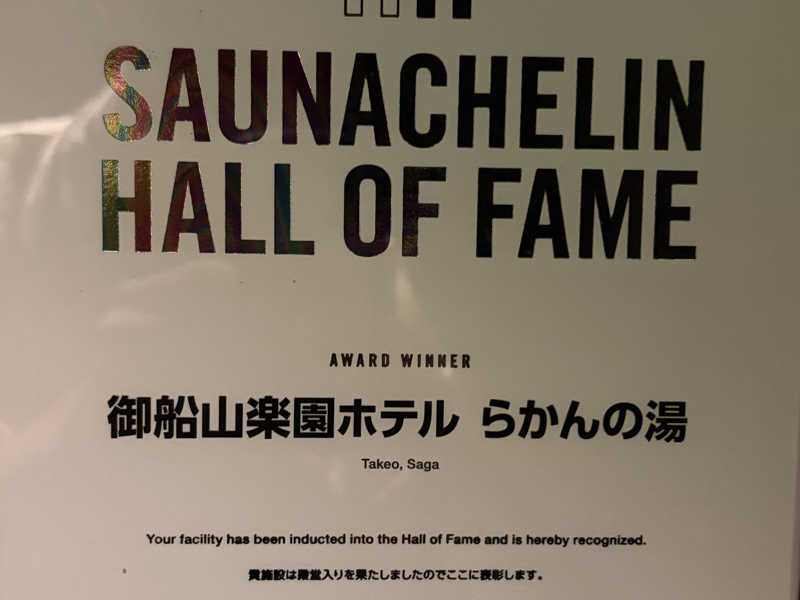 SAUNACHELIN
HALL OF FAME
AWARD WINNER
御船山楽園ホテル らかんの湯
Takeo, Saga
Your facility has been inducted into the Hall of Fame and is hereby recognized.
貴施設は殿堂入りを果たしましたのでここに表彰します。